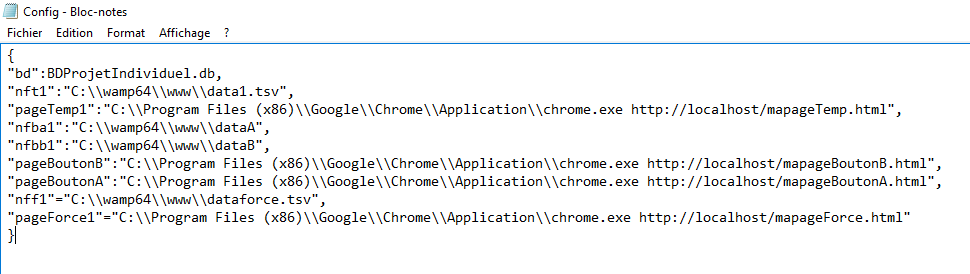 Config - Bloc-notes
Fichier Edition Format Affichage ?
{
"bd":BDProjetIndividuel.db,
"nft1":"C:\\wamp64\\www\\data1.tsv",
"pageTemp1":"C:\\Program Files (x86)\\Google\\Chrome\\Application\\chrome.exe http://localhost/mapageTemp.html",
"nfba1":"C:\\wamp64\\www\\dataA",
"nfbb1":"C:\\wamp64\\www\\dataB",
"pageBoutonB":"C:\\Program Files (x86)\\Google\\Chrome\\Application\\chrome.exe http://localhost/mapageBoutonB.html",
"pageBoutonA":"C:\\Program Files (x86)\\Google\\Chrome\\Application\\chrome.exe http://localhost/mapageBoutonA.html",
"nff1"="C:\\wamp64\\www\\dataforce.tsv",
"pageForce1"="C:\\Program Files (x86)\\Google\\Chrome\\Application\\chrome.exe http://localhost/mapageForce.html"
}